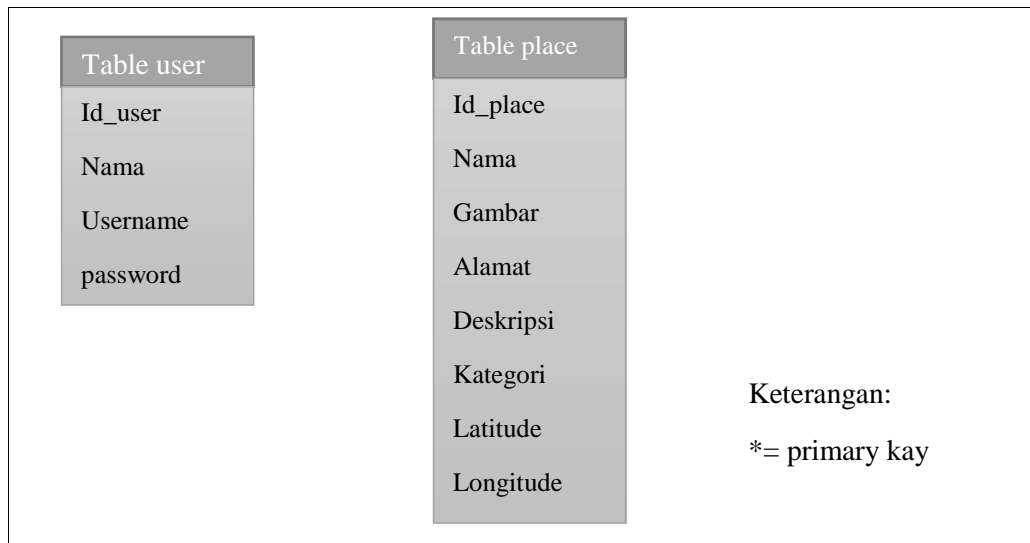 Table user
Id_user
Nama
Username
password
Table place
Id_place
Nama
Gambar
Alamat
Deskripsi
Kategori
Latitude
Longitude
Keterangan:
*= primary kay